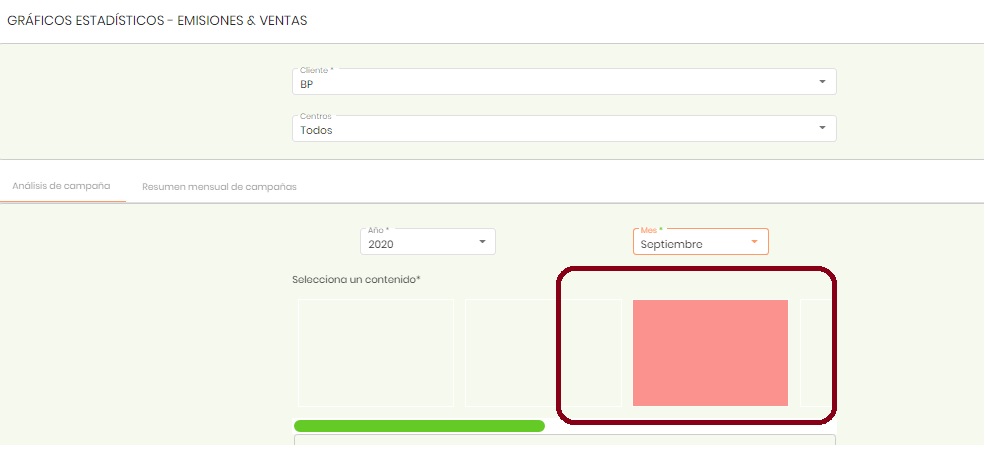 GRÁFICOS ESTADÍSTICOS - EMISIONES & VENTAS
Cliente *
BP
Centros
Todos
Análisis de campaña
Resumen mensual de campañas
Año *
2020
Mes *
Septiembre
Selecciona un contenido*